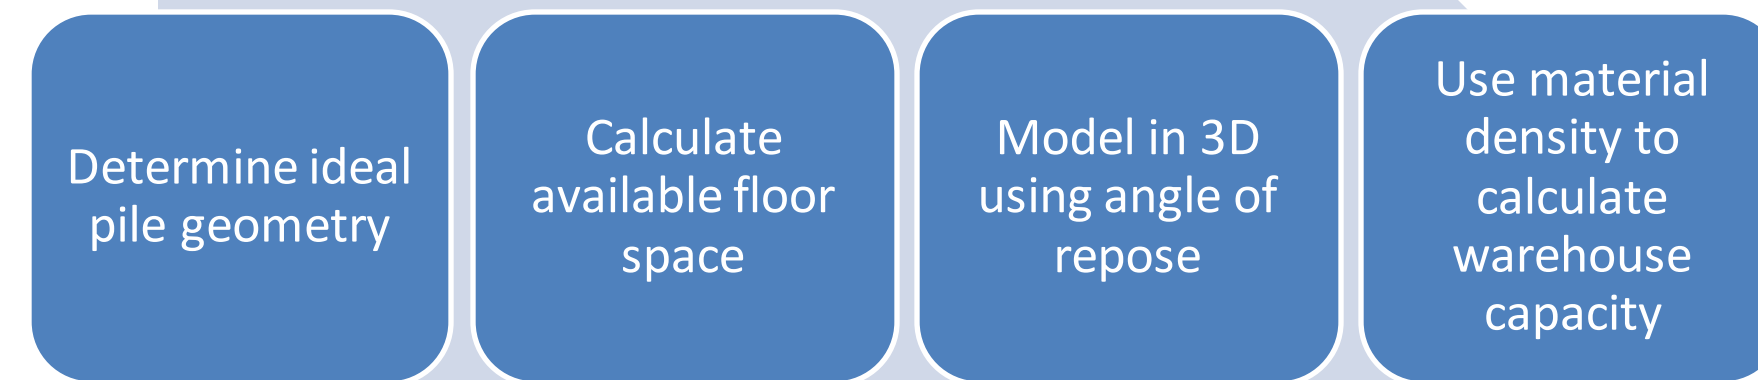 Determine ideal
pile geometry
Calculate
available floor
space
Model in 3D
using angle of
repose
Use material
density to
calculate
warehouse
capacity